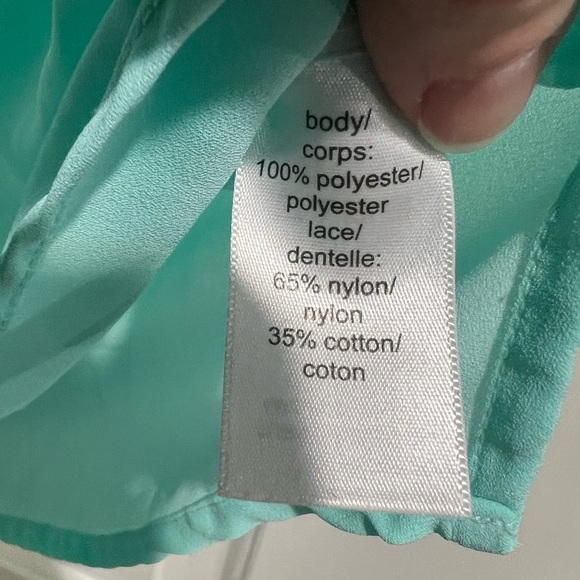 body/
corps:
100% polyester/
polyester
lace/
dentelle:
65% nylon/
nylon
35% cotton/
coton